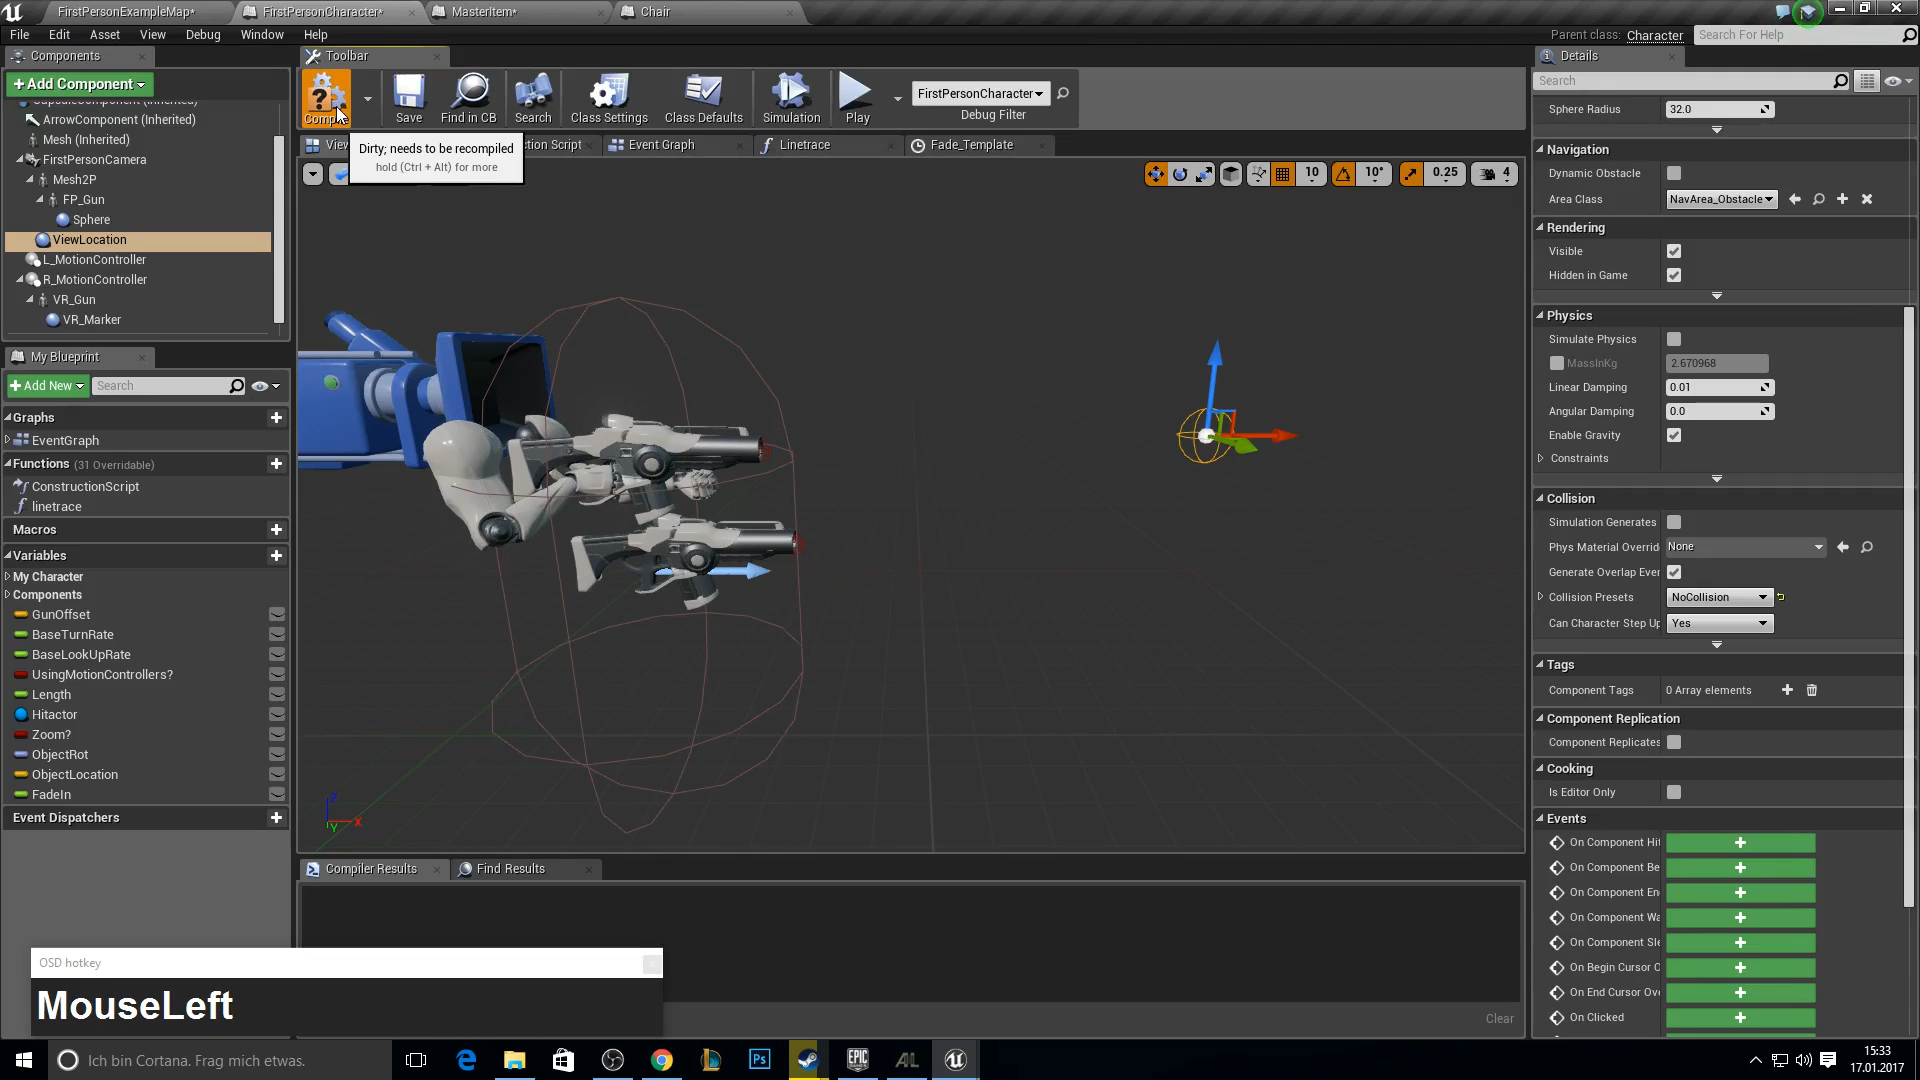 FirstPersonExampleMap*
FirstPersonCharacter*
MasterItem*
Chair
File Edit Asset View Debug Window Help
Parent class: Character
Search For Help
Components
+ Add Component
CapsuleComponent (Inherited)
ArrowComponent (Inherited)
Mesh (Inherited)
FirstPersonCamera
Mesh2P
FP_Gun
Sphere
ViewLocation
L_MotionController
R_MotionController
VR_Gun
VR_Marker
My Blueprint
+ Add New
Search
Graphs
EventGraph
Functions (31 Overridable)
ConstructionScript
linetrace
Macros
Variables
My Character
Components
GunOffset
BaseTurnRate
BaseLookUpRate
UsingMotionControllers?
Length
Hitactor
Zoom?
ObjectRot
ObjectLocation
FadeIn
Event Dispatchers
Toolbar
Save
Find in CB
Search
Class Settings
Class Defaults
Simulation
Play
FirstPersonCharacter
Debug Filter
Dirty; needs to be recompiled
hold (Ctrl + Alt) for more
View
ction Script
Event Graph
Linetrace
Fade_Template
10
10°
0.25
4
Z
X
Y
Compiler Results
Find Results
Clear
Details
Search
Sphere Radius 32.0
Navigation
Dynamic Obstacle
Area Class NavArea_Obstacle
Rendering
Visible
Hidden in Game
Physics
Simulate Physics
MassInKg 2.670968
Linear Damping 0.01
Angular Damping 0.0
Enable Gravity
Constraints
Collision
Simulation Generates
Phys Material Overrid None
Generate Overlap Even
Collision Presets NoCollision
Can Character Step Up Yes
Tags
Component Tags 0 Array elements
Component Replication
Component Replicates
Cooking
Is Editor Only
Events
On Component Hit
On Component Be
On Component En
On Component Wa
On Component Sle
On Begin Cursor O
On End Cursor Ove
On Clicked
OSD hotkey
MouseLeft
Ich bin Cortana. Frag mich etwas.
Ps
EPIC
GAMES
AL
15:33
17.01.2017